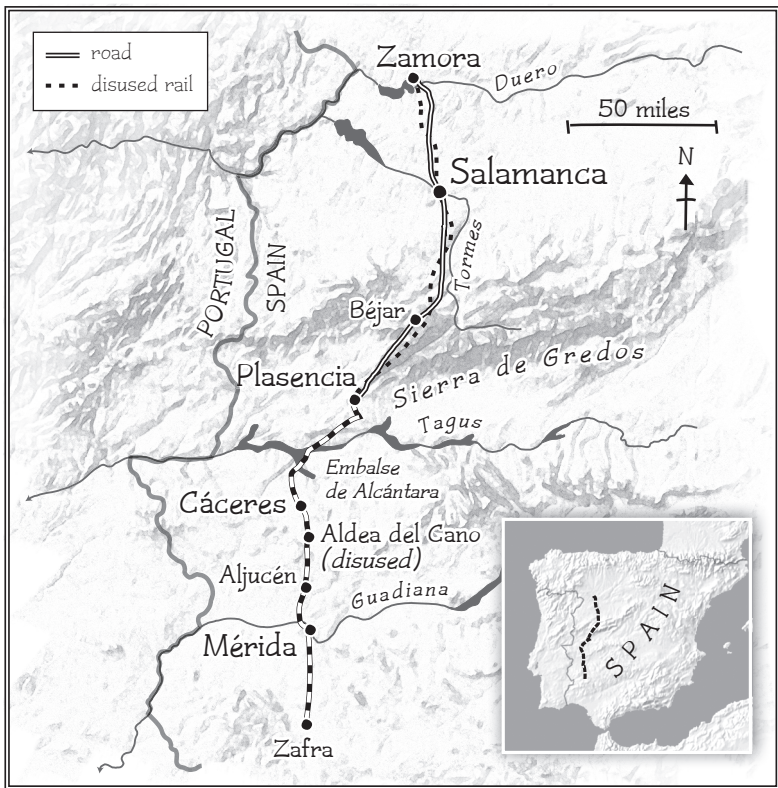 road
disused rail
Zamora
Duero
50 miles
N
Salamanca
PORTUGAL
SPAIN
Tormes
Béjar
Plasencia
Sierra de Gredos
Tagus
Embalse
de Alcántara
Cáceres
Aldea del Cano
(disused)
Aljucén
Guadiana
Mérida
Zafra
SPAIN